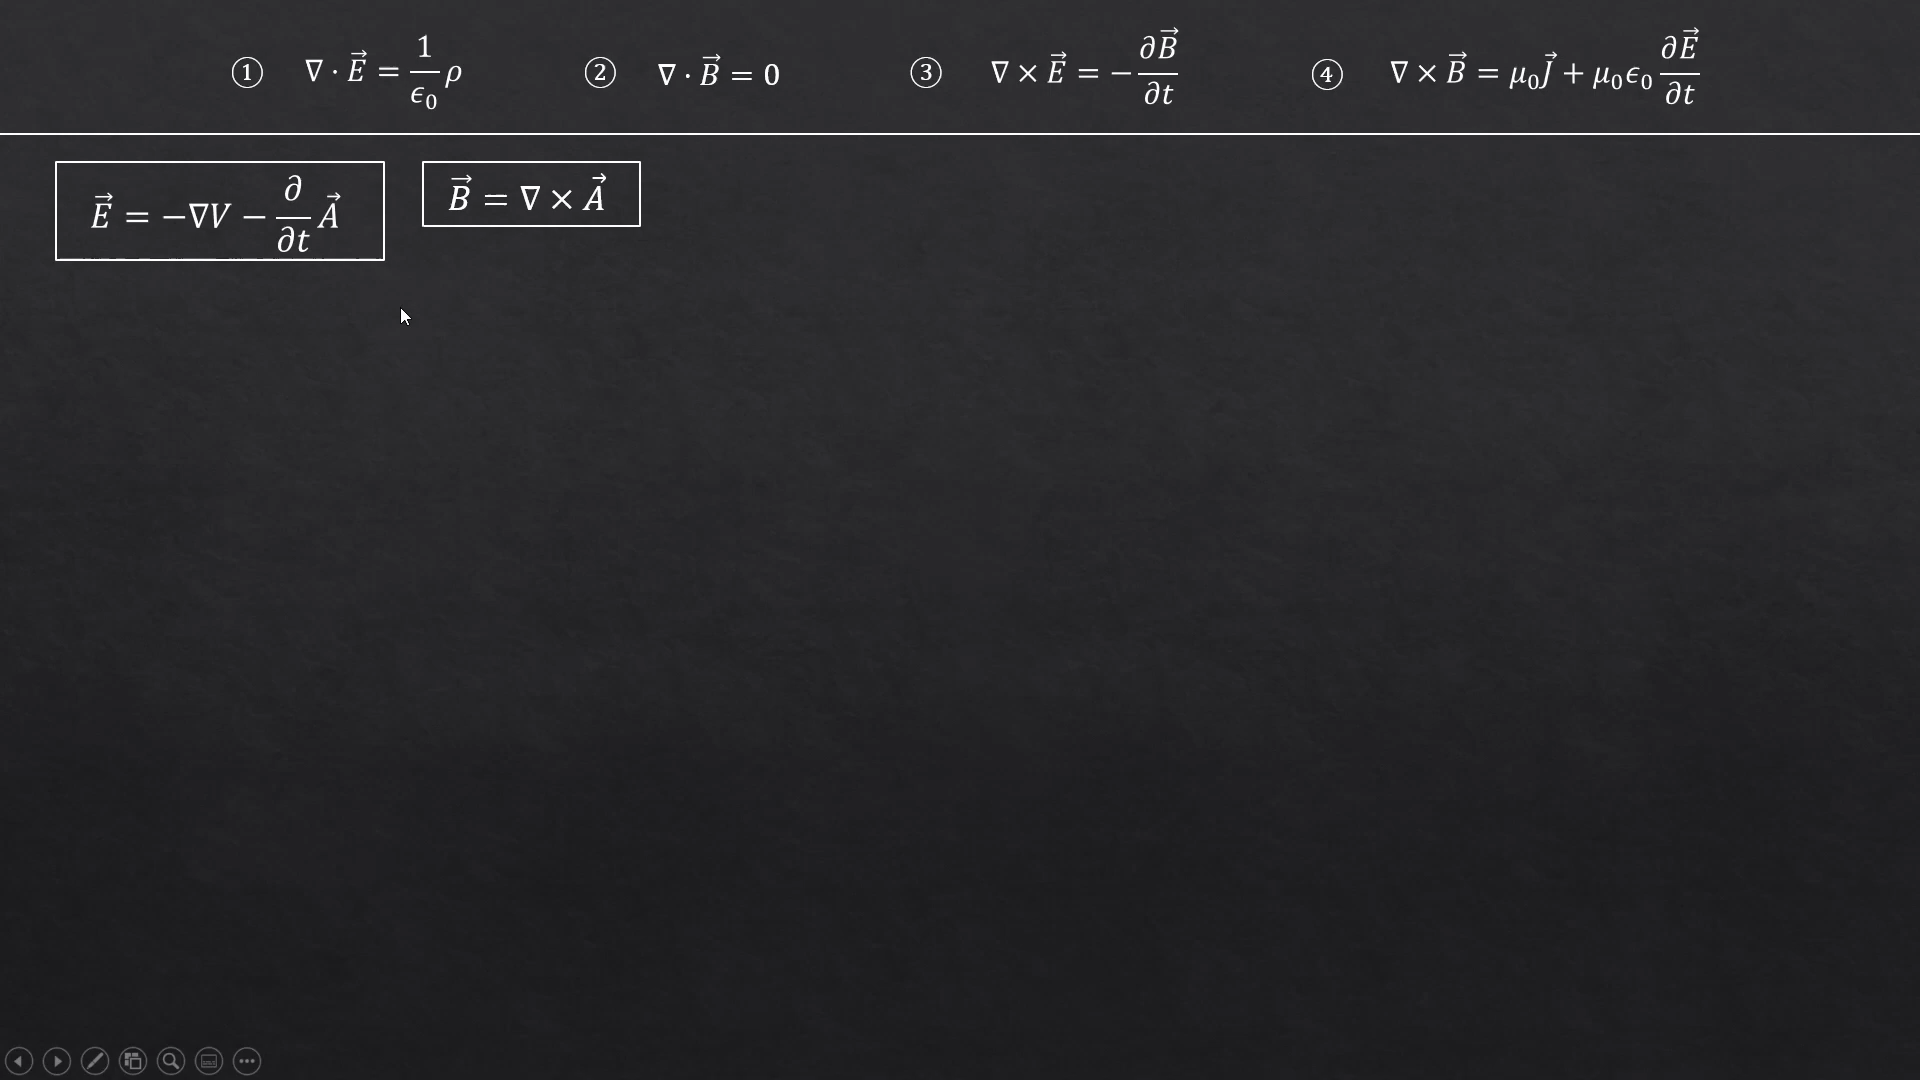 ① ∇ · E⃗ = 1/ϵ₀ ρ ② ∇ · B⃗ = 0 ③ ∇ × E⃗ = − ∂B⃗/∂t ④ ∇ × B⃗ = μ₀J⃗ + μ₀ϵ₀ ∂E⃗/∂t
E⃗ = −∇V − ∂/∂t A⃗ B⃗ = ∇ × A⃗